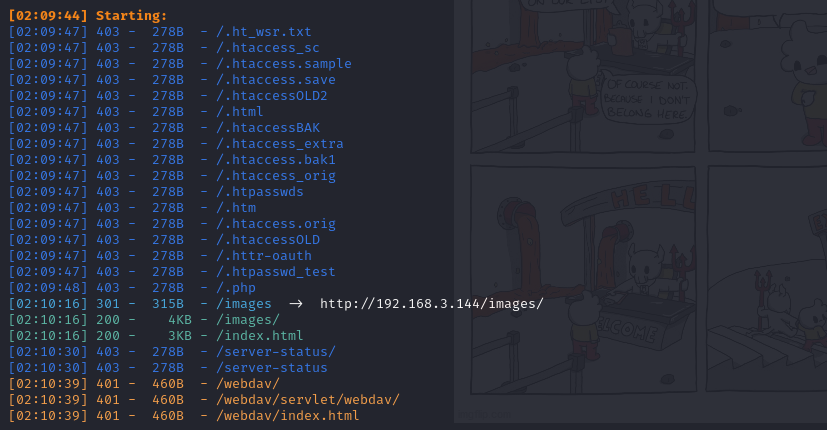 [02:09:44] Starting:
[02:09:47] 403 -  278B  - /.ht_wsr.txt
[02:09:47] 403 -  278B  - /.htaccess_sc
[02:09:47] 403 -  278B  - /.htaccess.sample
[02:09:47] 403 -  278B  - /.htaccess.save
[02:09:47] 403 -  278B  - /.htaccessOLD2
[02:09:47] 403 -  278B  - /.html
[02:09:47] 403 -  278B  - /.htaccessBAK
[02:09:47] 403 -  278B  - /.htaccess_extra
[02:09:47] 403 -  278B  - /.htaccess.bak1
[02:09:47] 403 -  278B  - /.htaccess_orig
[02:09:47] 403 -  278B  - /.htpasswds
[02:09:47] 403 -  278B  - /.htm
[02:09:47] 403 -  278B  - /.htaccess.orig
[02:09:47] 403 -  278B  - /.htaccessOLD
[02:09:47] 403 -  278B  - /.httr-oauth
[02:09:47] 403 -  278B  - /.htpasswd_test
[02:09:48] 403 -  278B  - /.php
[02:10:16] 301 -  315B  - /images  ->  http://192.168.3.144/images/
[02:10:16] 200 -    4KB - /images/
[02:10:16] 200 -    3KB - /index.html
[02:10:30] 403 -  278B  - /server-status/
[02:10:30] 403 -  278B  - /server-status
[02:10:39] 401 -  460B  - /webdav/
[02:10:39] 401 -  460B  - /webdav/servlet/webdav/
[02:10:39] 401 -  460B  - /webdav/index.html
OF COURSE NOT,
BECAUSE I DON'T
BELONG HERE
HELL